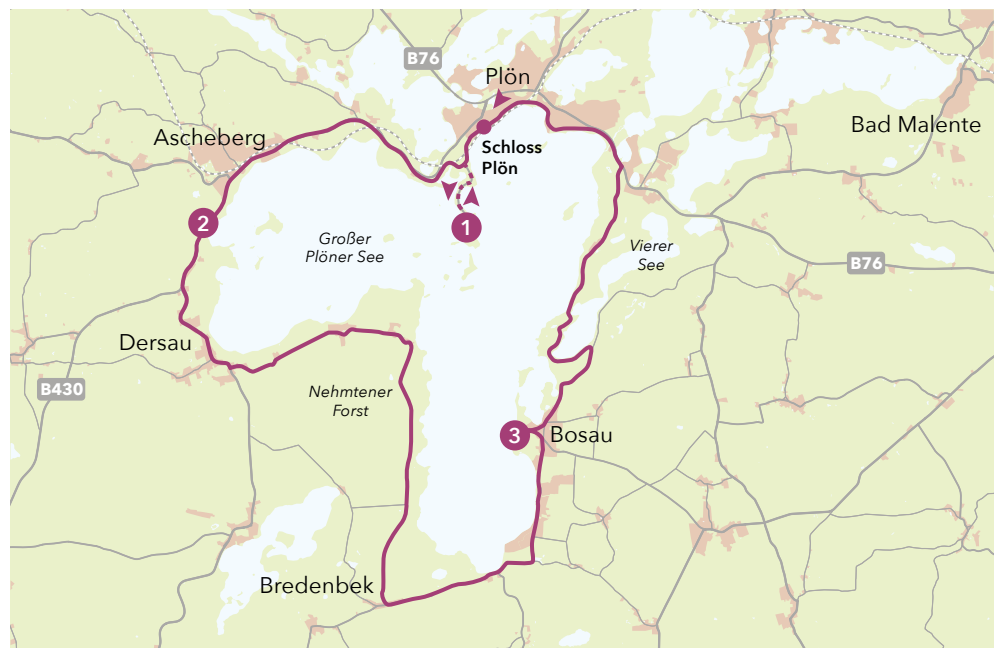 B76
Plön
Bad Malente
Ascheberg
Schloss
Plön
2
1
Großer
Plöner See
Vierer
See
B76
Dersau
B430
Nehmtener
Forst
3
Bosau
Bredenbek